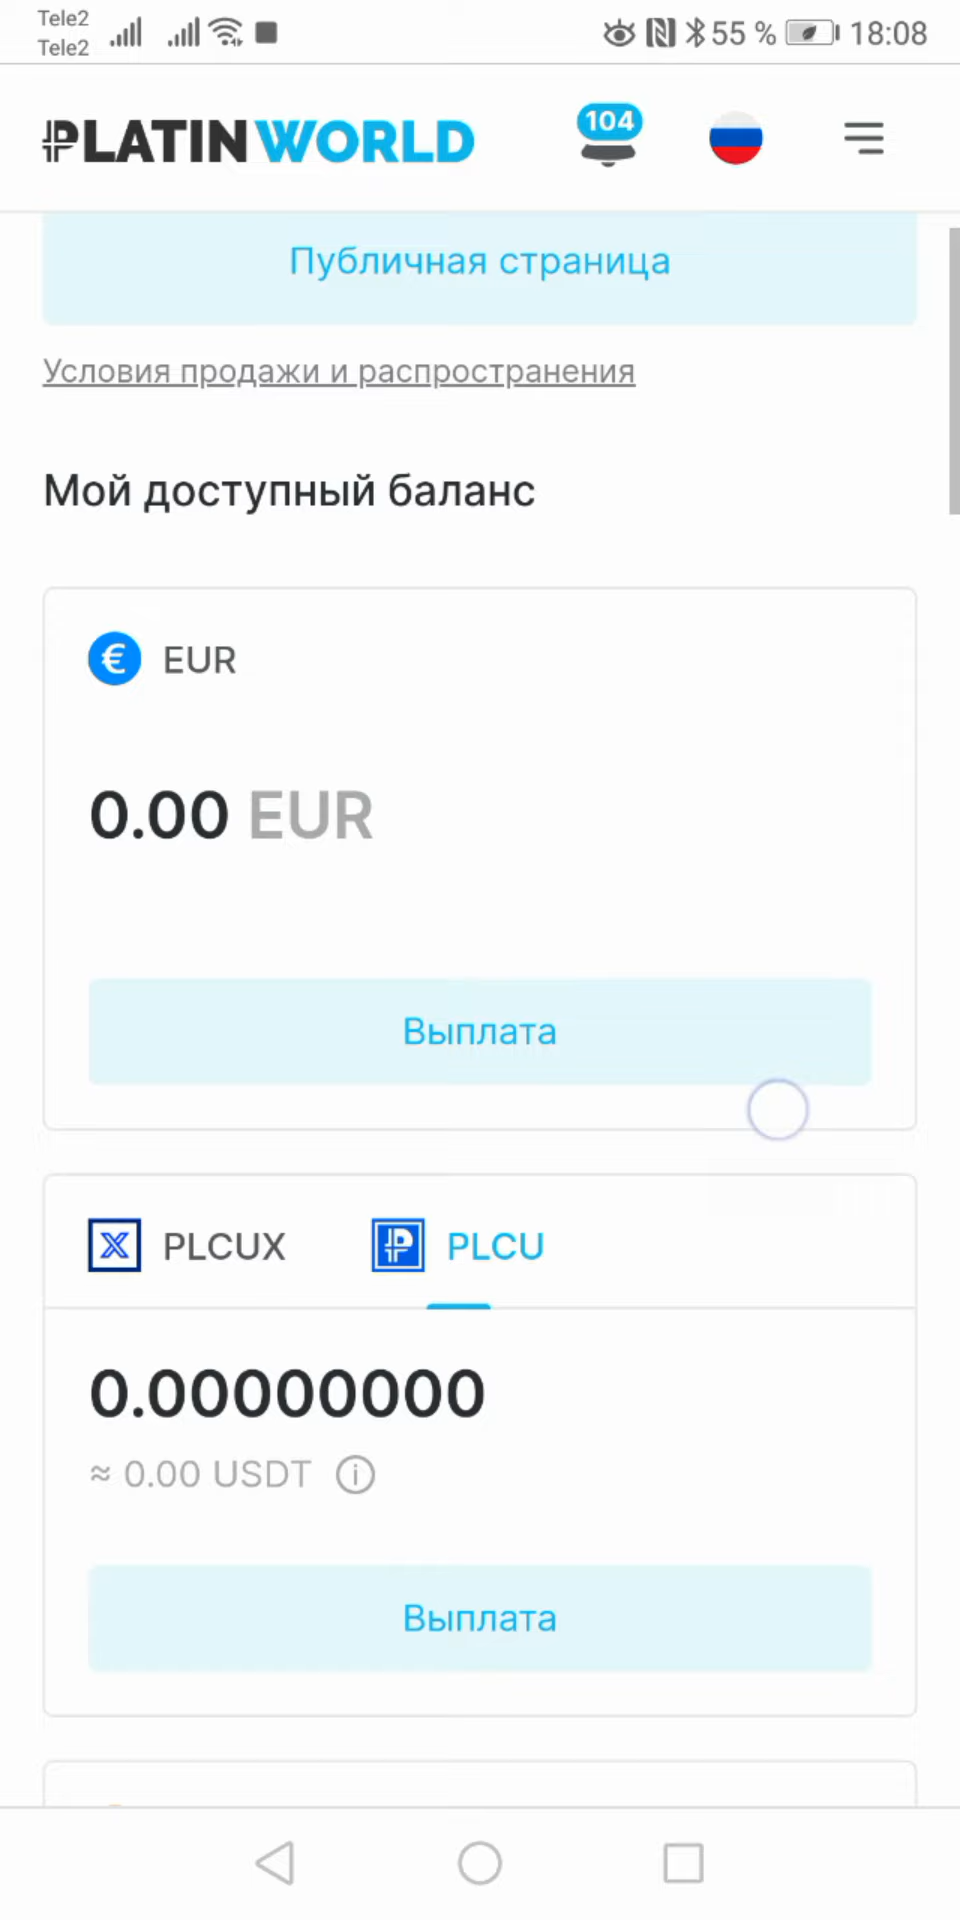 Tele2
Tele2
55 %
18:08
PLATINWORLD
104
Публичная страница
Условия продажи и распространения
Мой доступный баланс
€ EUR
0.00 EUR
Выплата
PLCUX
PLCU
0.00000000
≈ 0.00 USDT
Выплата